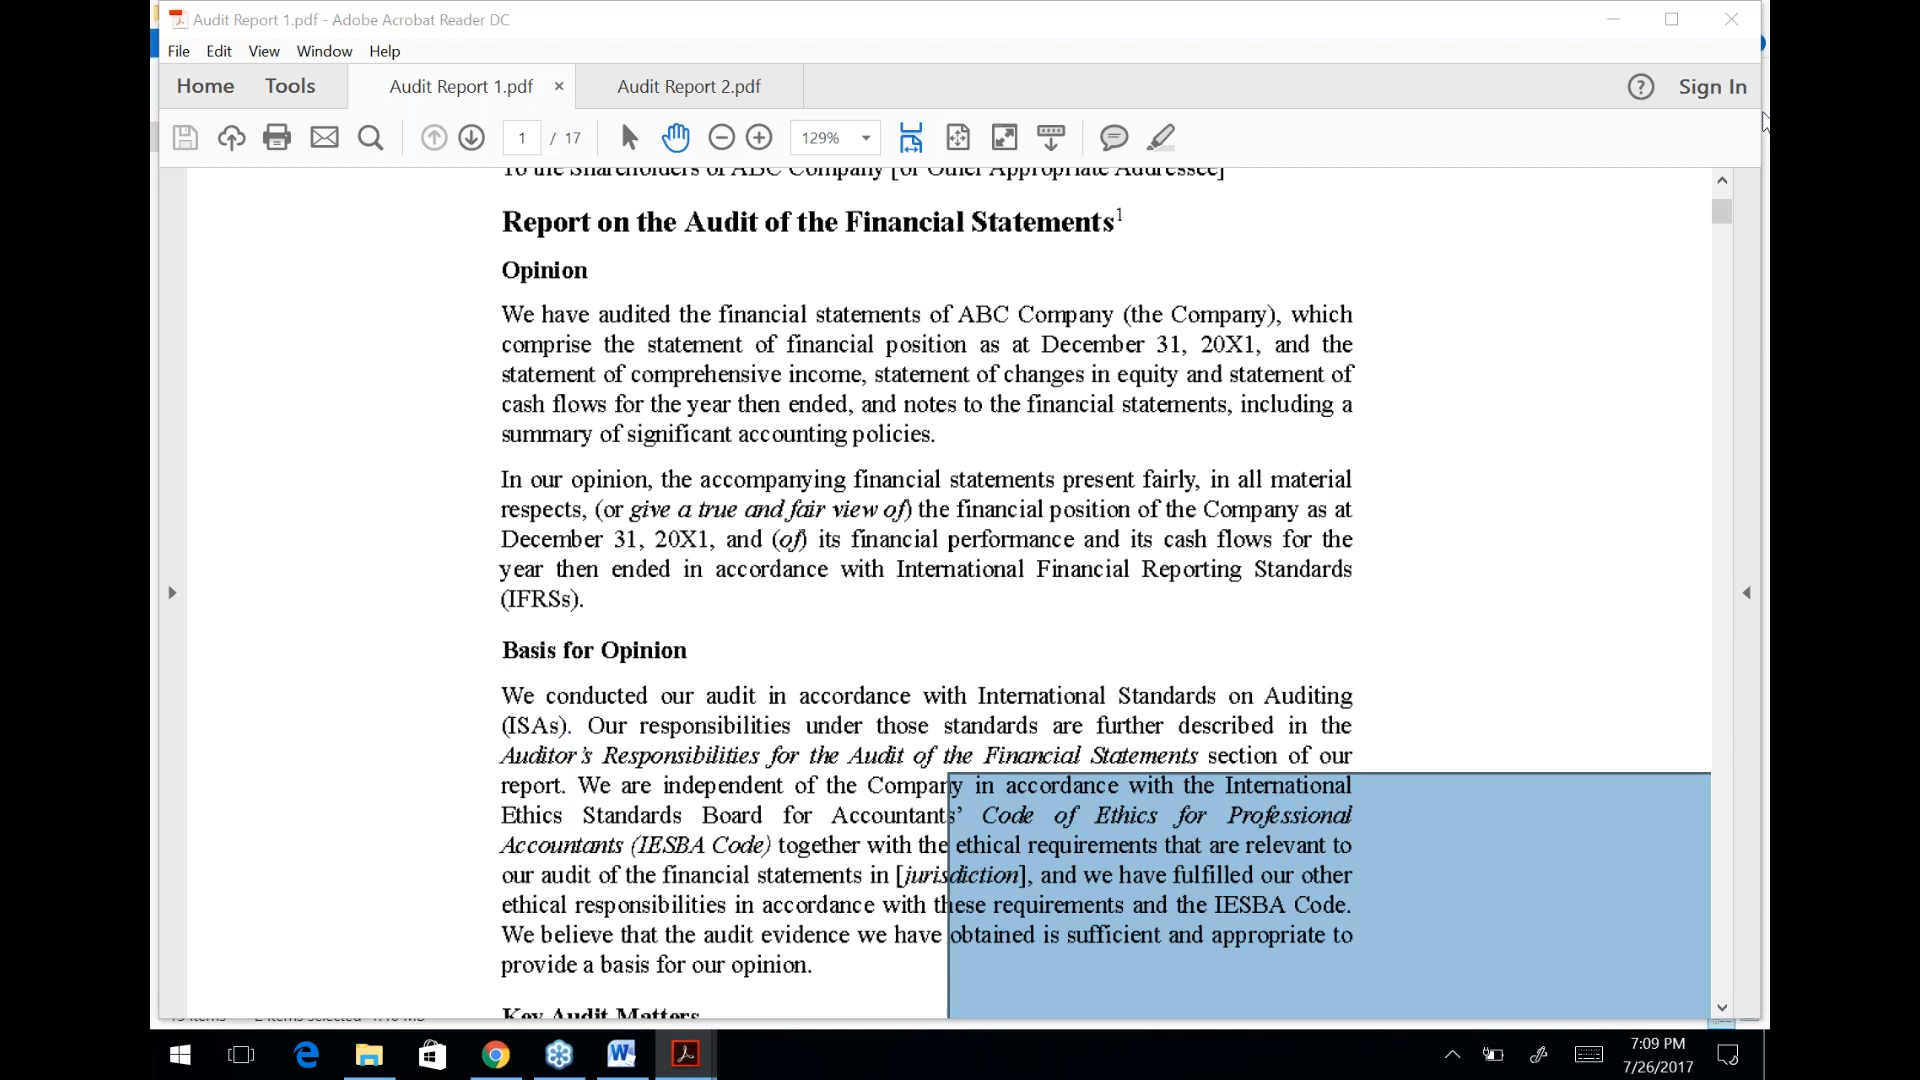 Audit Report 1.pdf - Adobe Acrobat Reader DC
File Edit View Window Help
Home Tools Audit Report 1.pdf × Audit Report 2.pdf ? Sign In
1 / 17 129%
To the Shareholders of ABC Company [or Other Appropriate Addressee]
Report on the Audit of the Financial Statements¹
Opinion
We have audited the financial statements of ABC Company (the Company), which
comprise the statement of financial position as at December 31, 20X1, and the
statement of comprehensive income, statement of changes in equity and statement of
cash flows for the year then ended, and notes to the financial statements, including a
summary of significant accounting policies.
In our opinion, the accompanying financial statements present fairly, in all material
respects, (or give a true and fair view of) the financial position of the Company as at
December 31, 20X1, and (of) its financial performance and its cash flows for the
year then ended in accordance with International Financial Reporting Standards
(IFRSs).
Basis for Opinion
We conducted our audit in accordance with International Standards on Auditing
(ISAs). Our responsibilities under those standards are further described in the
Auditor's Responsibilities for the Audit of the Financial Statements section of our
report. We are independent of the Company in accordance with the International
Ethics Standards Board for Accountants' Code of Ethics for Professional
Accountants (IESBA Code) together with the ethical requirements that are relevant to
our audit of the financial statements in [jurisdiction], and we have fulfilled our other
ethical responsibilities in accordance with these requirements and the IESBA Code.
We believe that the audit evidence we have obtained is sufficient and appropriate to
provide a basis for our opinion.
Key Audit Matters
7:09 PM
7/26/2017